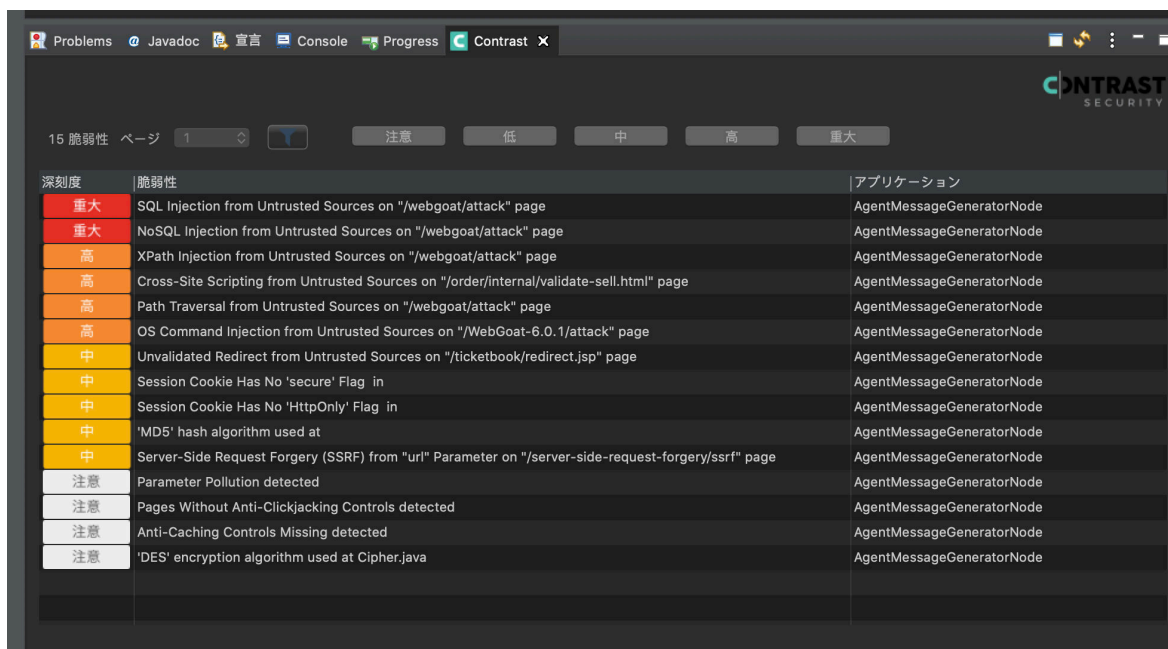 Problems @ Javadoc 宣言 Console Progress Contrast
CONTRAST
SECURITY
15 脆弱性 ページ 1 注意 低 中 高 重大
深刻度 脆弱性 アプリケーション
重大 SQL Injection from Untrusted Sources on "/webgoat/attack" page AgentMessageGeneratorNode
重大 NoSQL Injection from Untrusted Sources on "/webgoat/attack" page AgentMessageGeneratorNode
高 XPath Injection from Untrusted Sources on "/webgoat/attack" page AgentMessageGeneratorNode
高 Cross-Site Scripting from Untrusted Sources on "/order/internal/validate-sell.html" page AgentMessageGeneratorNode
高 Path Traversal from Untrusted Sources on "/webgoat/attack" page AgentMessageGeneratorNode
高 OS Command Injection from Untrusted Sources on "/WebGoat-6.0.1/attack" page AgentMessageGeneratorNode
中 Unvalidated Redirect from Untrusted Sources on "/ticketbook/redirect.jsp" page AgentMessageGeneratorNode
中 Session Cookie Has No 'secure' Flag in AgentMessageGeneratorNode
中 Session Cookie Has No 'HttpOnly' Flag in AgentMessageGeneratorNode
中 'MD5' hash algorithm used at AgentMessageGeneratorNode
中 Server-Side Request Forgery (SSRF) from "url" Parameter on "/server-side-request-forgery/ssrf" page AgentMessageGeneratorNode
注意 Parameter Pollution detected AgentMessageGeneratorNode
注意 Pages Without Anti-Clickjacking Controls detected AgentMessageGeneratorNode
注意 Anti-Caching Controls Missing detected AgentMessageGeneratorNode
注意 'DES' encryption algorithm used at Cipher.java AgentMessageGeneratorNode